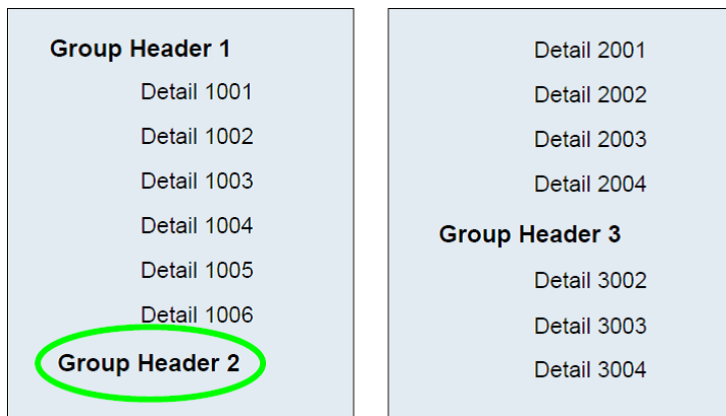 Group Header 1
Detail 1001
Detail 1002
Detail 1003
Detail 1004
Detail 1005
Detail 1006
Group Header 2
Detail 2001
Detail 2002
Detail 2003
Detail 2004
Group Header 3
Detail 3002
Detail 3003
Detail 3004